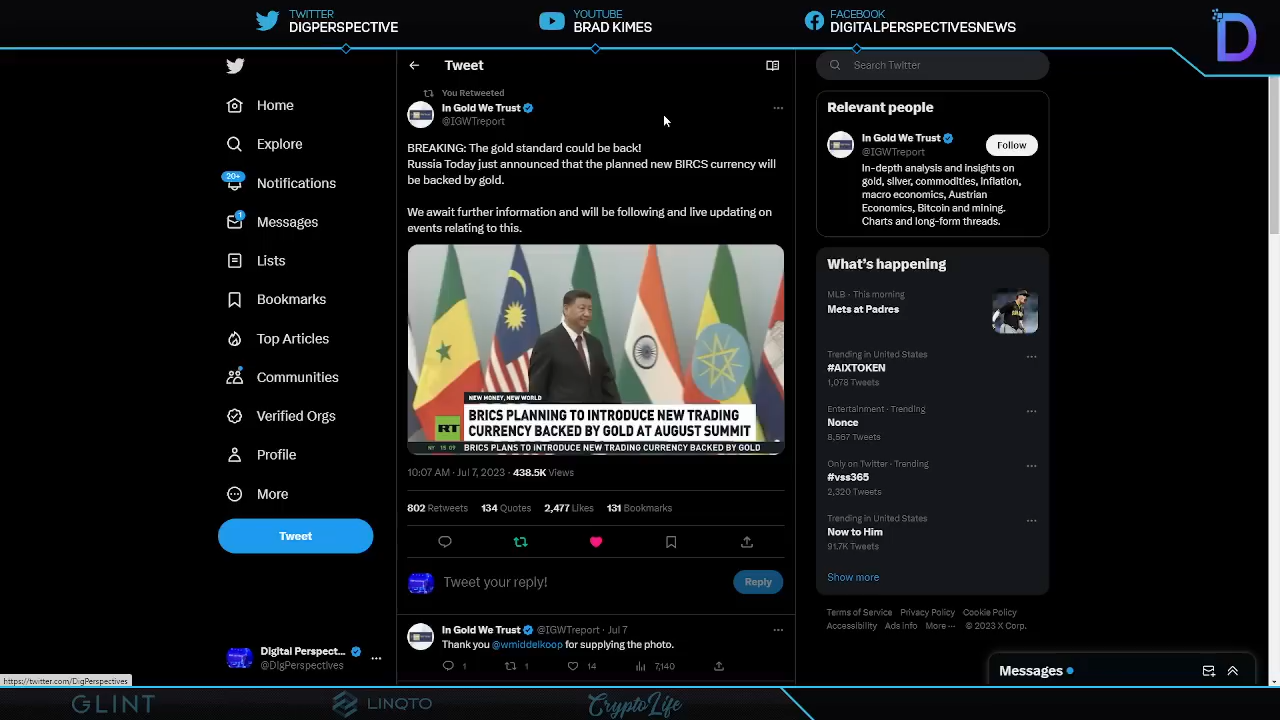 TWITTER
DIGPERSPECTIVE
YOUTUBE
BRAD KIMES
FACEBOOK
DIGITALPERSPECTIVESNEWS
D
Home
Explore
20+
Notifications
1
Messages
Lists
Bookmarks
Top Articles
Communities
Verified Orgs
Profile
More
Tweet
Digital Perspect...
@DIgPerspectives
https://twitter.com/DigPerspectives
Tweet
You Retweeted
In Gold We Trust
@IGWTreport
BREAKING: The gold standard could be back!
Russia Today just announced that the planned new BIRCS currency will
be backed by gold.
We await further information and will be following and live updating on
events relating to this.
NEW MONEY, NEW WORLD
BRICS PLANNING TO INTRODUCE NEW TRADING
CURRENCY BACKED BY GOLD AT AUGUST SUMMIT
RT
NY 15 09 BRICS PLANS TO INTRODUCE NEW TRADING CURRENCY BACKED BY GOLD
10:07 AM · Jul 7, 2023 · 438.5K Views
802 Retweets 134 Quotes 2,477 Likes 131 Bookmarks
Tweet your reply!
Reply
In Gold We Trust @IGWTreport · Jul 7
Thank you @wmiddelkoop for supplying the photo.
1 1 14 7,140
Search Twitter
Relevant people
In Gold We Trust
@IGWTreport
Follow
In-depth analysis and insights on
gold, silver, commodities, inflation,
macro economics, Austrian
Economics, Bitcoin and mining.
Charts and long-form threads.
What's happening
MLB · This morning
Mets at Padres
Trending in United States
#AIXTOKEN
1,078 Tweets
Entertainment · Trending
Nonce
8,567 Tweets
Only on Twitter · Trending
#vss365
2,320 Tweets
Trending in United States
Now to Him
91.7K Tweets
Show more
Terms of Service Privacy Policy Cookie Policy
Accessibility Ads info More ··· © 2023 X Corp.
Messages
GLINT
LINQTO
CryptoLife